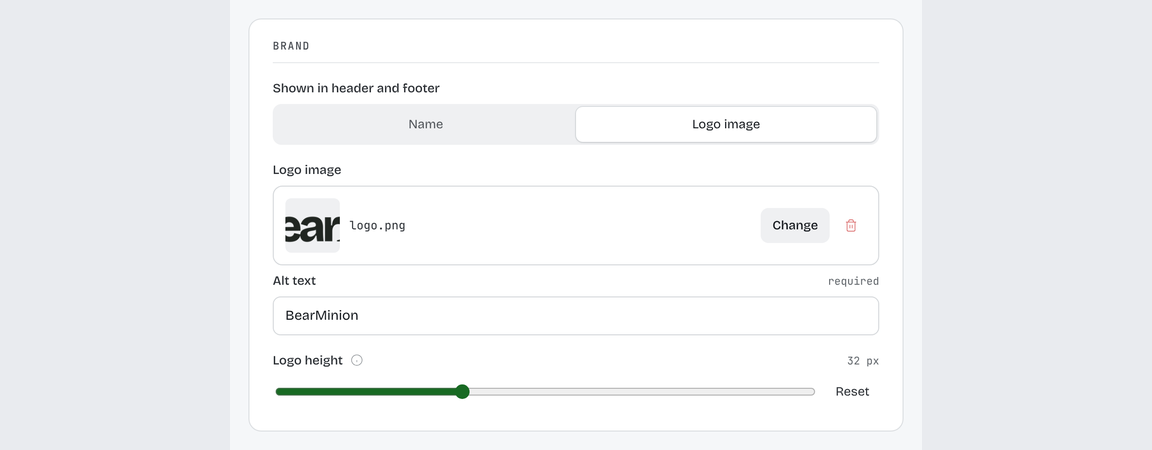 BRAND
Shown in header and footer
Name
Logo image
Logo image
ear.
logo.png
Change
Alt text
required
BearMinion
Logo height
32 px
Reset